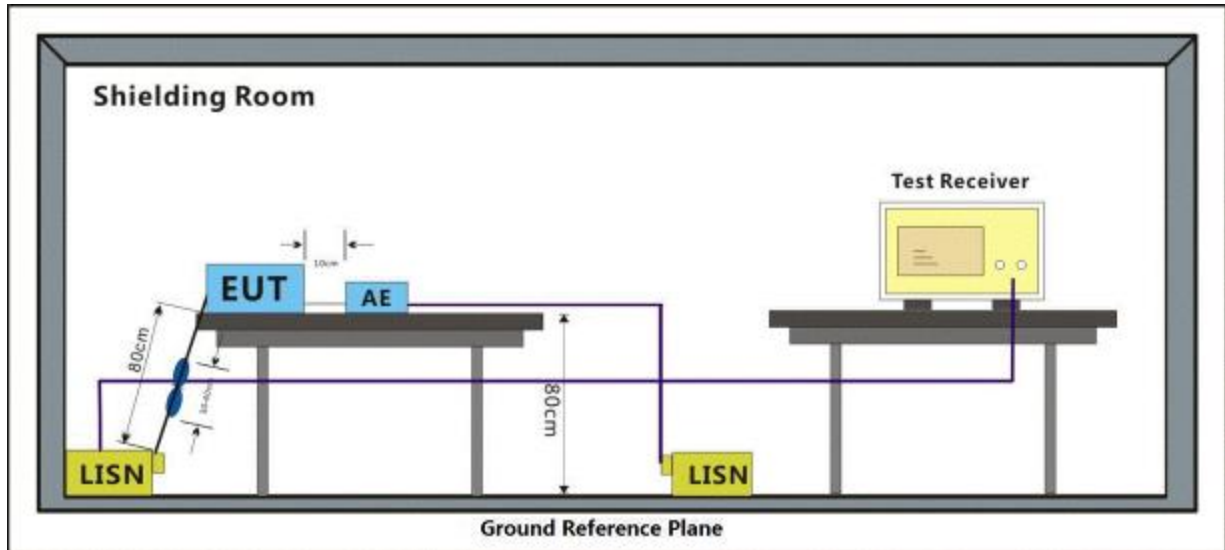 Shielding Room
Test Receiver
10cm
EUT
AE
80cm
80cm
LISN
LISN
Ground Reference Plane